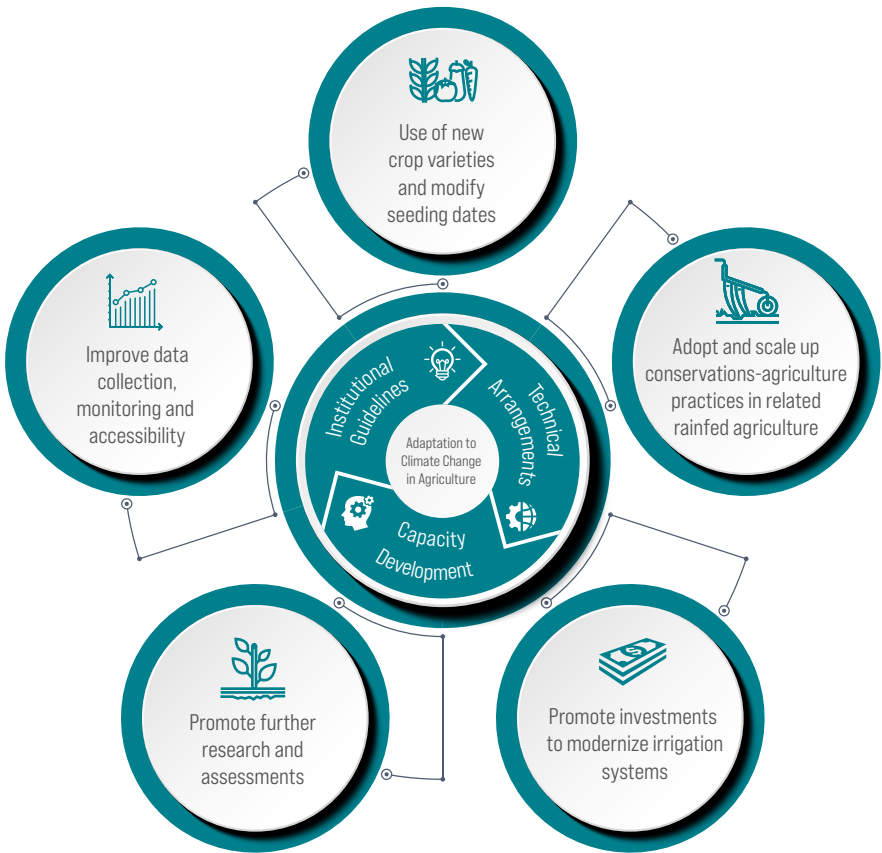 Use of new
crop varieties
and modify
seeding dates
Improve data
collection,
monitoring and
accessibility
Adopt and scale up
conservations-agriculture
practices in related
rainfed agriculture
Institutional
Guidelines
Technical
Arrangements
Adaptation to
Climate Change
in Agriculture
Capacity
Development
Promote further
research and
assessments
Promote investments
to modernize irrigation
systems